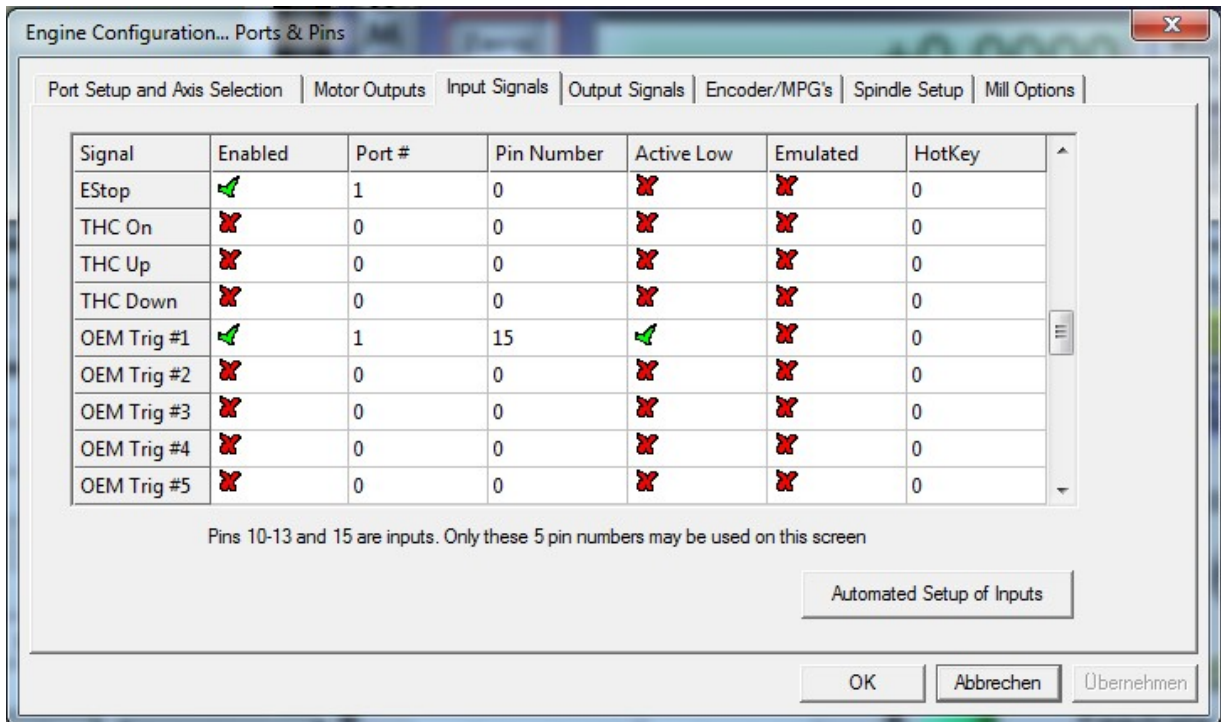 Engine Configuration... Ports & Pins
Port Setup and Axis Selection Motor Outputs Input Signals Output Signals Encoder/MPG's Spindle Setup Mill Options
Signal Enabled Port # Pin Number Active Low Emulated HotKey
EStop 1 0 0
THC On 0 0 0
THC Up 0 0 0
THC Down 0 0 0
OEM Trig #1 1 15 0
OEM Trig #2 0 0 0
OEM Trig #3 0 0 0
OEM Trig #4 0 0 0
OEM Trig #5 0 0 0
Pins 10-13 and 15 are inputs. Only these 5 pin numbers may be used on this screen
Automated Setup of Inputs
OK Abbrechen Übernehmen